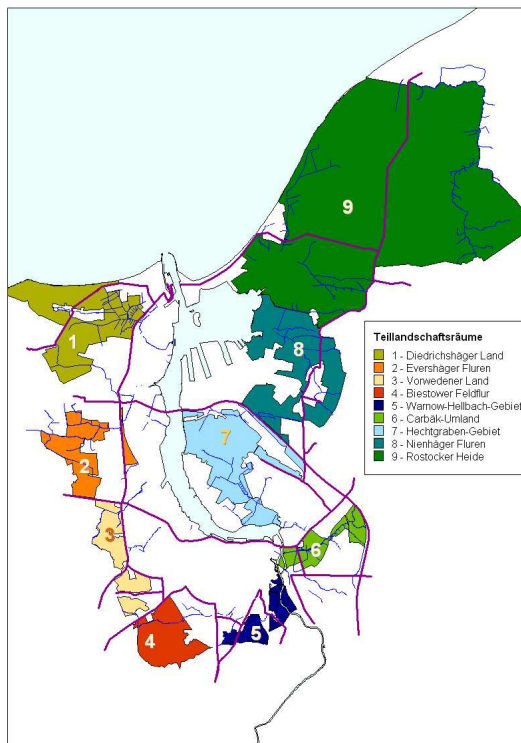 9
1
8
7
2
3
6
4
5
Teillandschaftsräume
1 - Diedrichshäger Land
2 - Evershäger Fluren
3 - Vorwedener Land
4 - Biestower Feldflur
5 - Warnow-Hellbach-Gebiet
6 - Carbäk-Umland
7 - Hechtgraben-Gebiet
8 - Nienhäger Fluren
9 - Rostocker Heide